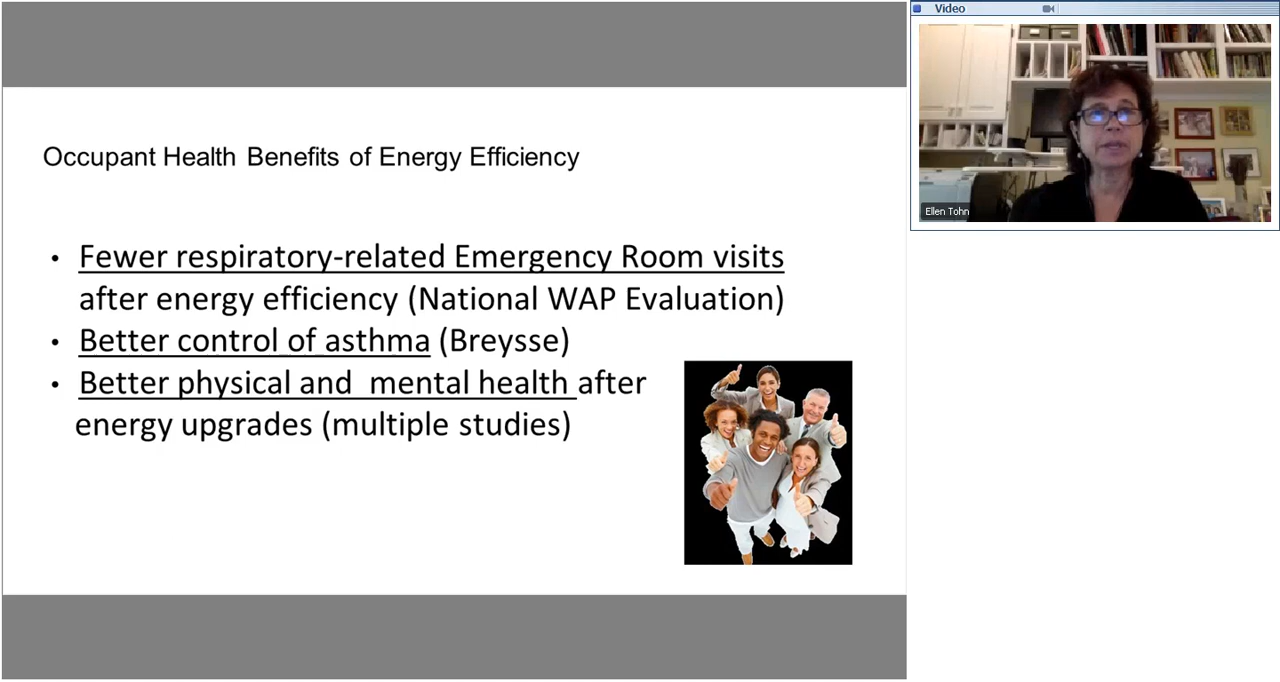 Video
Ellen Tohn
Occupant Health Benefits of Energy Efficiency
• Fewer respiratory-related Emergency Room visits
after energy efficiency (National WAP Evaluation)
• Better control of asthma (Breysse)
• Better physical and  mental health after
energy upgrades (multiple studies)